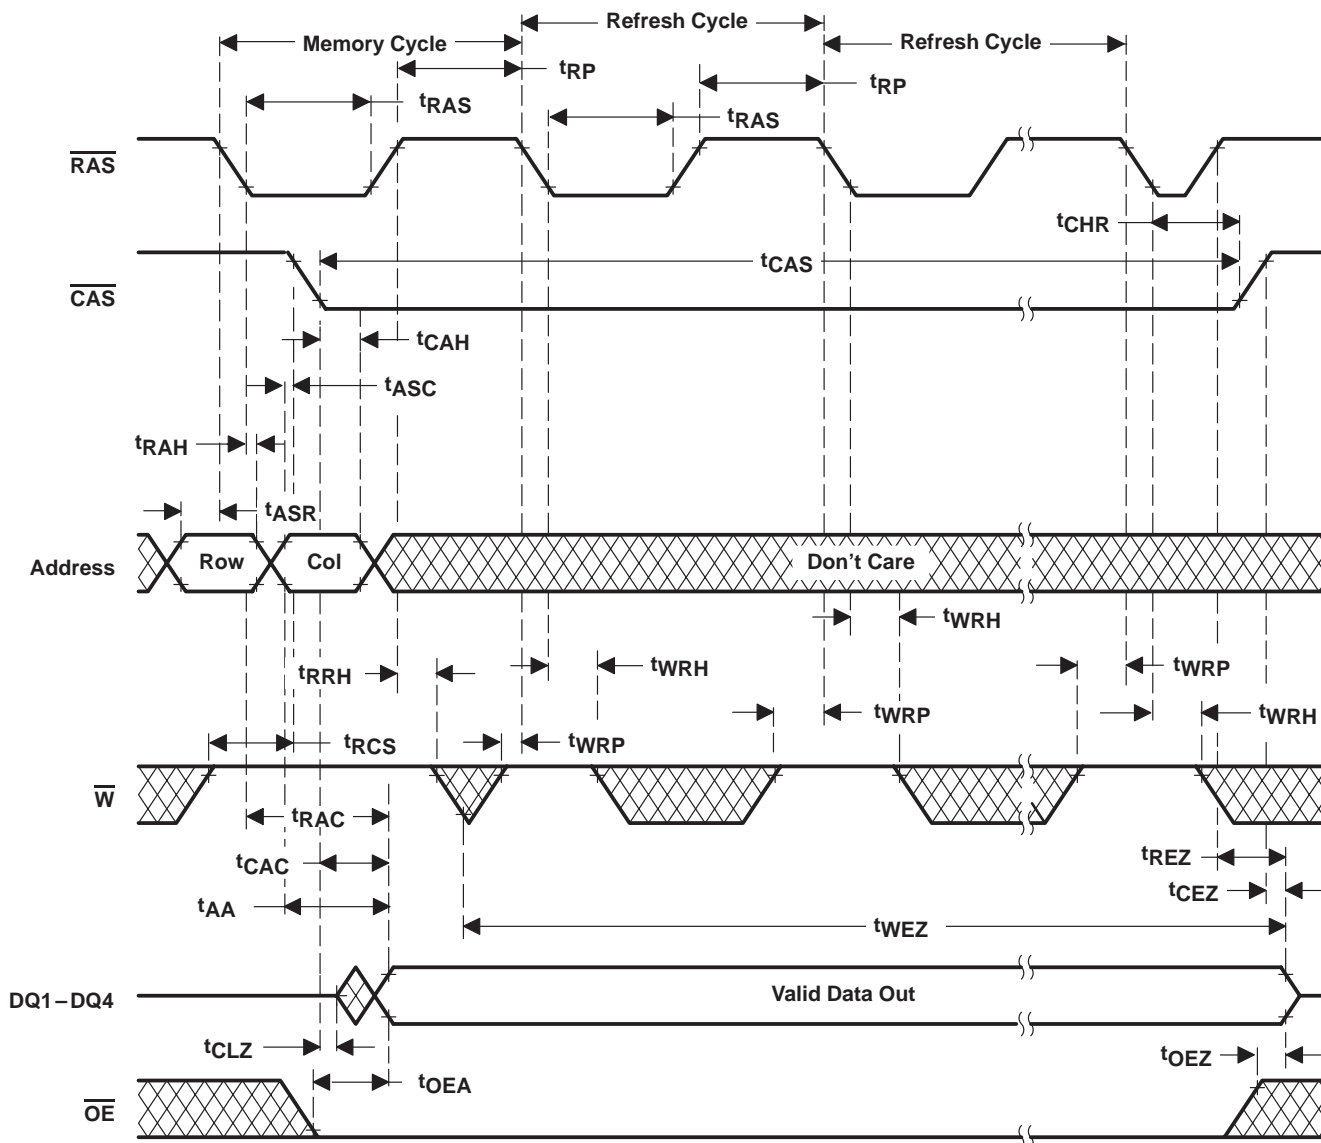 Refresh Cycle
Memory Cycle
Refresh Cycle
tRP
tRP
tRAS
tRAS
RAS
tCHR
tCAS
CAS
tCAH
tASC
tRAH
tASR
Address
Row
Col
Don't Care
tWRH
tRRH
tWRH
tWRP
tWRP
tWRH
tRCS
tWRP
W
tRAC
tCAC
tREZ
tCEZ
tAA
tWEZ
DQ1–DQ4
Valid Data Out
tCLZ
tOEZ
tOEA
OE